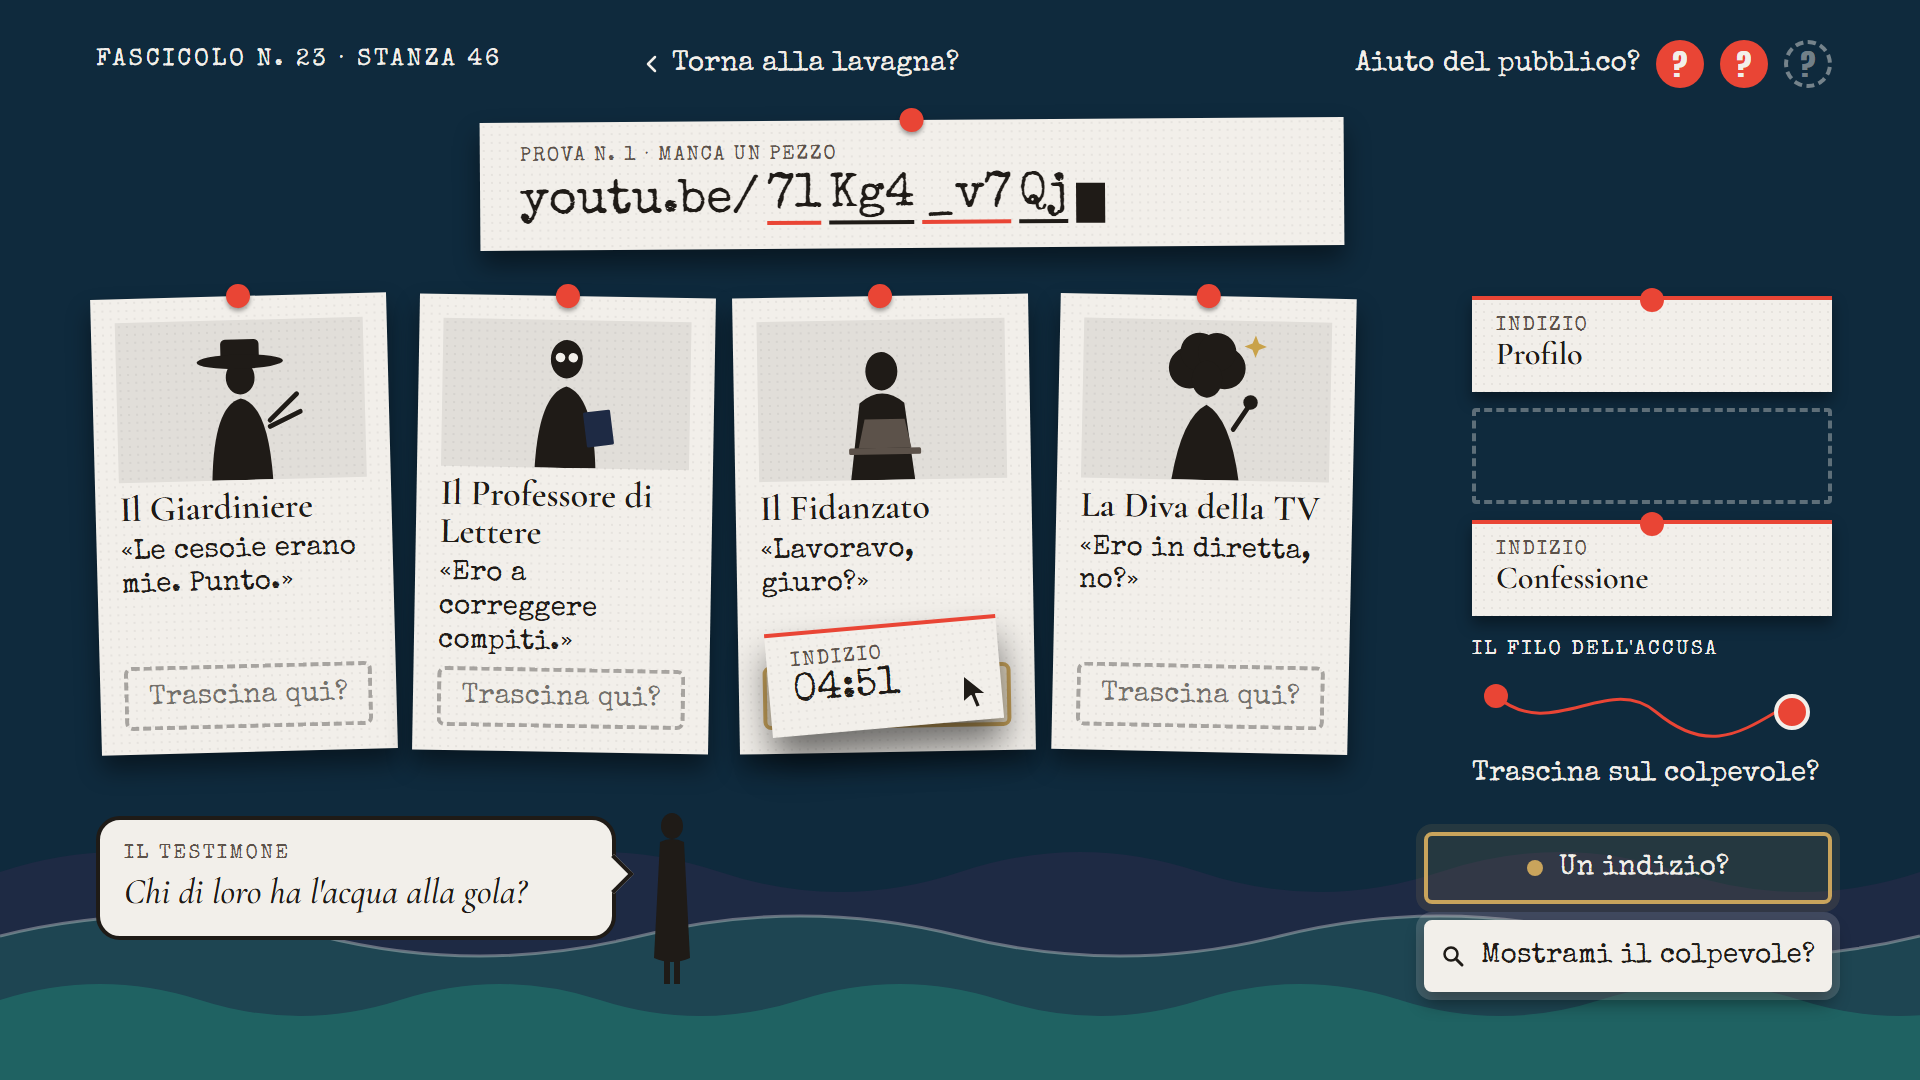 FASCICOLO N. 23 · STANZA 46
Torna alla lavagna?
Aiuto del pubblico?
? ? ?
PROVA N. 1 · MANCA UN PEZZO
youtu.be/71Kg4_v7Qj
Il Giardiniere
«Le cesoie erano
mie. Punto.»
Trascina qui?
Il Professore di
Lettere
«Ero a
correggere
compiti.»
Trascina qui?
Il Fidanzato
«Lavoravo,
giuro?»
INDIZIO
04:51
La Diva della TV
«Ero in diretta,
no?»
Trascina qui?
INDIZIO
Profilo
INDIZIO
Confessione
IL FILO DELL'ACCUSA
Trascina sul colpevole?
IL TESTIMONE
Chi di loro ha l'acqua alla gola?
Un indizio?
Mostrami il colpevole?